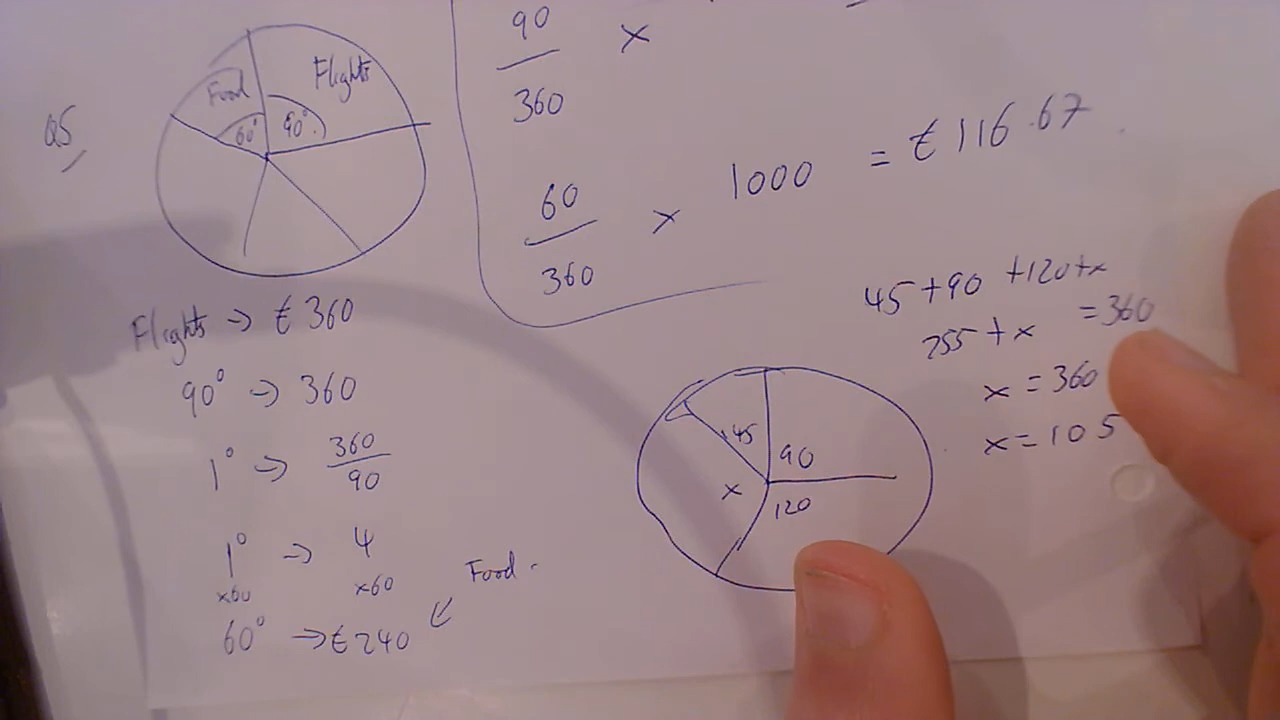 Q5,
Food
Flights
60°
90°
90
360
×
60
360
× 1000 = € 116.67
Flights → € 360
90° → 360
1° → 360
90
1° → 4
×60 ×60
60° → € 240
Food
45 + 90 + 120 + x
= 360
255 + x
x = 360
x = 105
45
90
x
120